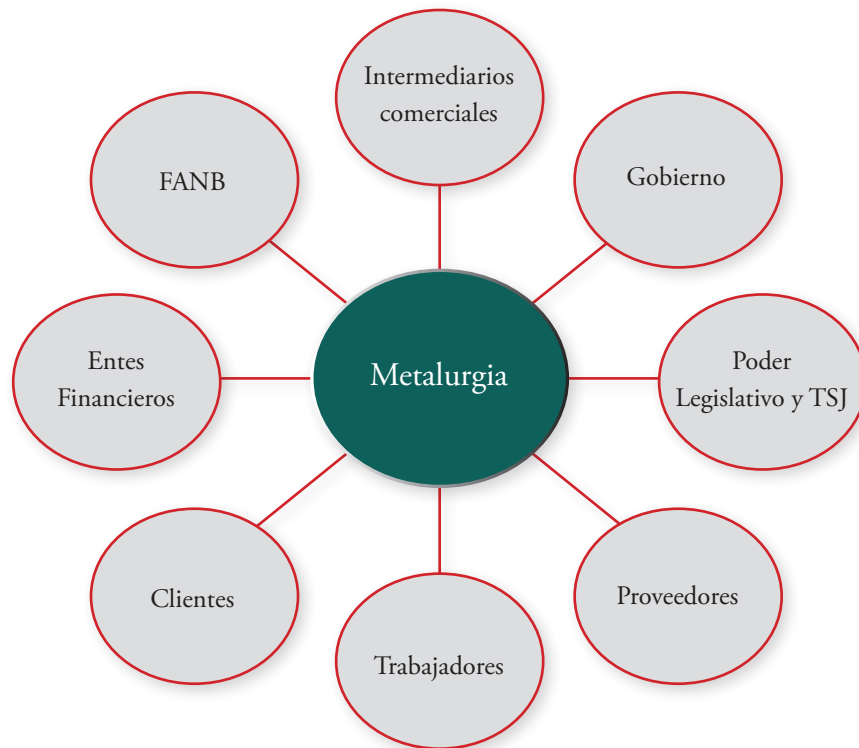 Intermediarios
comerciales
FANB
Gobierno
Entes
Financieros
Metalurgia
Poder
Legislativo y TSJ
Clientes
Proveedores
Trabajadores